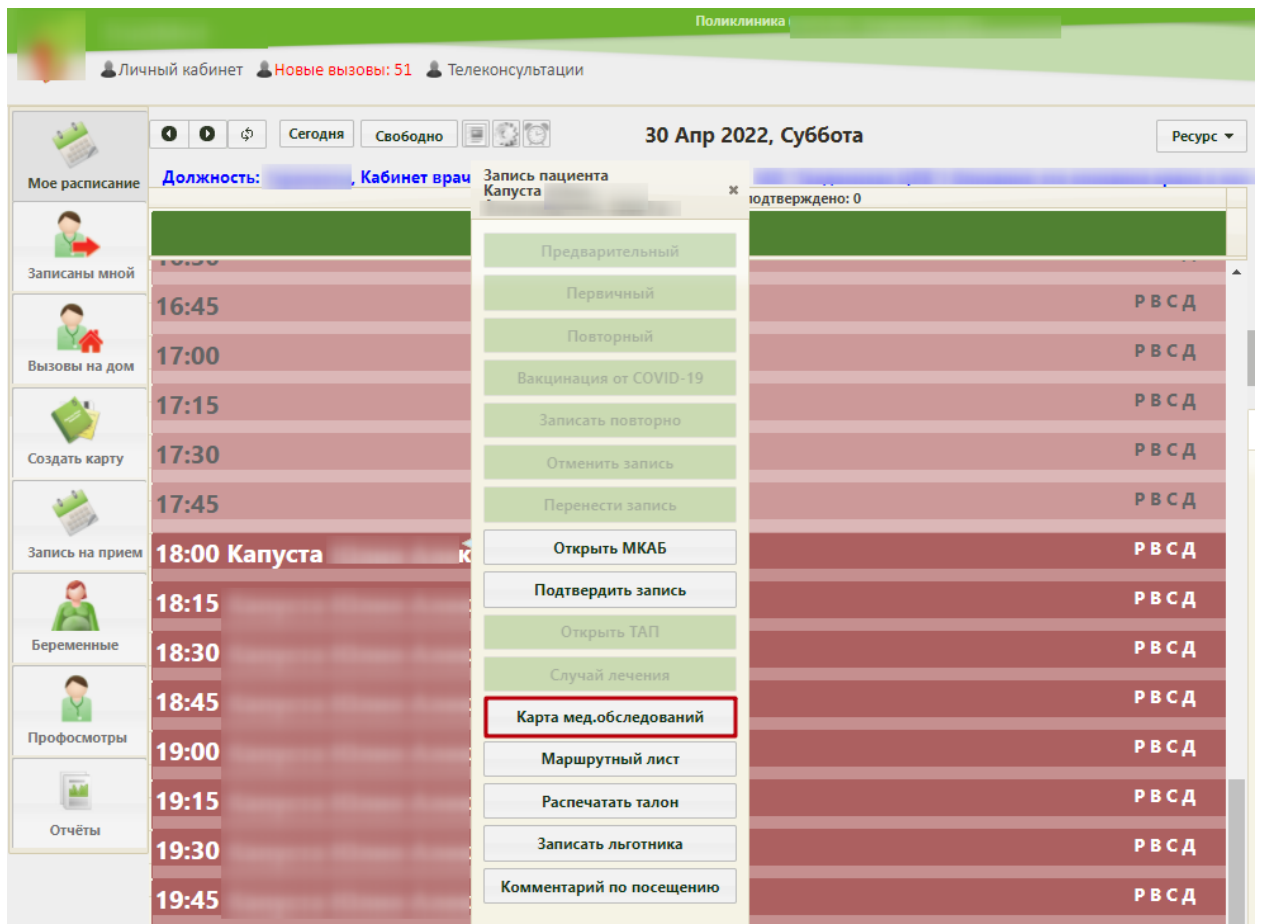 Поликлиника
Личный кабинет Новые вызовы: 51 Телеконсультации
Сегодня Свободно 30 Апр 2022, Суббота Ресурс
Мое расписание
Записаны мной
Вызовы на дом
Создать карту
Запись на прием
Беременные
Профосмотры
Отчёты
Должность: , Кабинет врач
подтверждено: 0
16:45 Р В С Д
17:00 Р В С Д
17:15 Р В С Д
17:30 Р В С Д
17:45 Р В С Д
18:00 Капуста Р В С Д
18:15 Р В С Д
18:30 Р В С Д
18:45 Р В С Д
19:00 Р В С Д
19:15 Р В С Д
19:30 Р В С Д
19:45 Р В С Д
Запись пациента
Капуста
Предварительный
Первичный
Повторный
Вакцинация от COVID-19
Записать повторно
Отменить запись
Перенести запись
Открыть МКАБ
Подтвердить запись
Открыть ТАП
Случай лечения
Карта мед.обследований
Маршрутный лист
Распечатать талон
Записать льготника
Комментарий по посещению